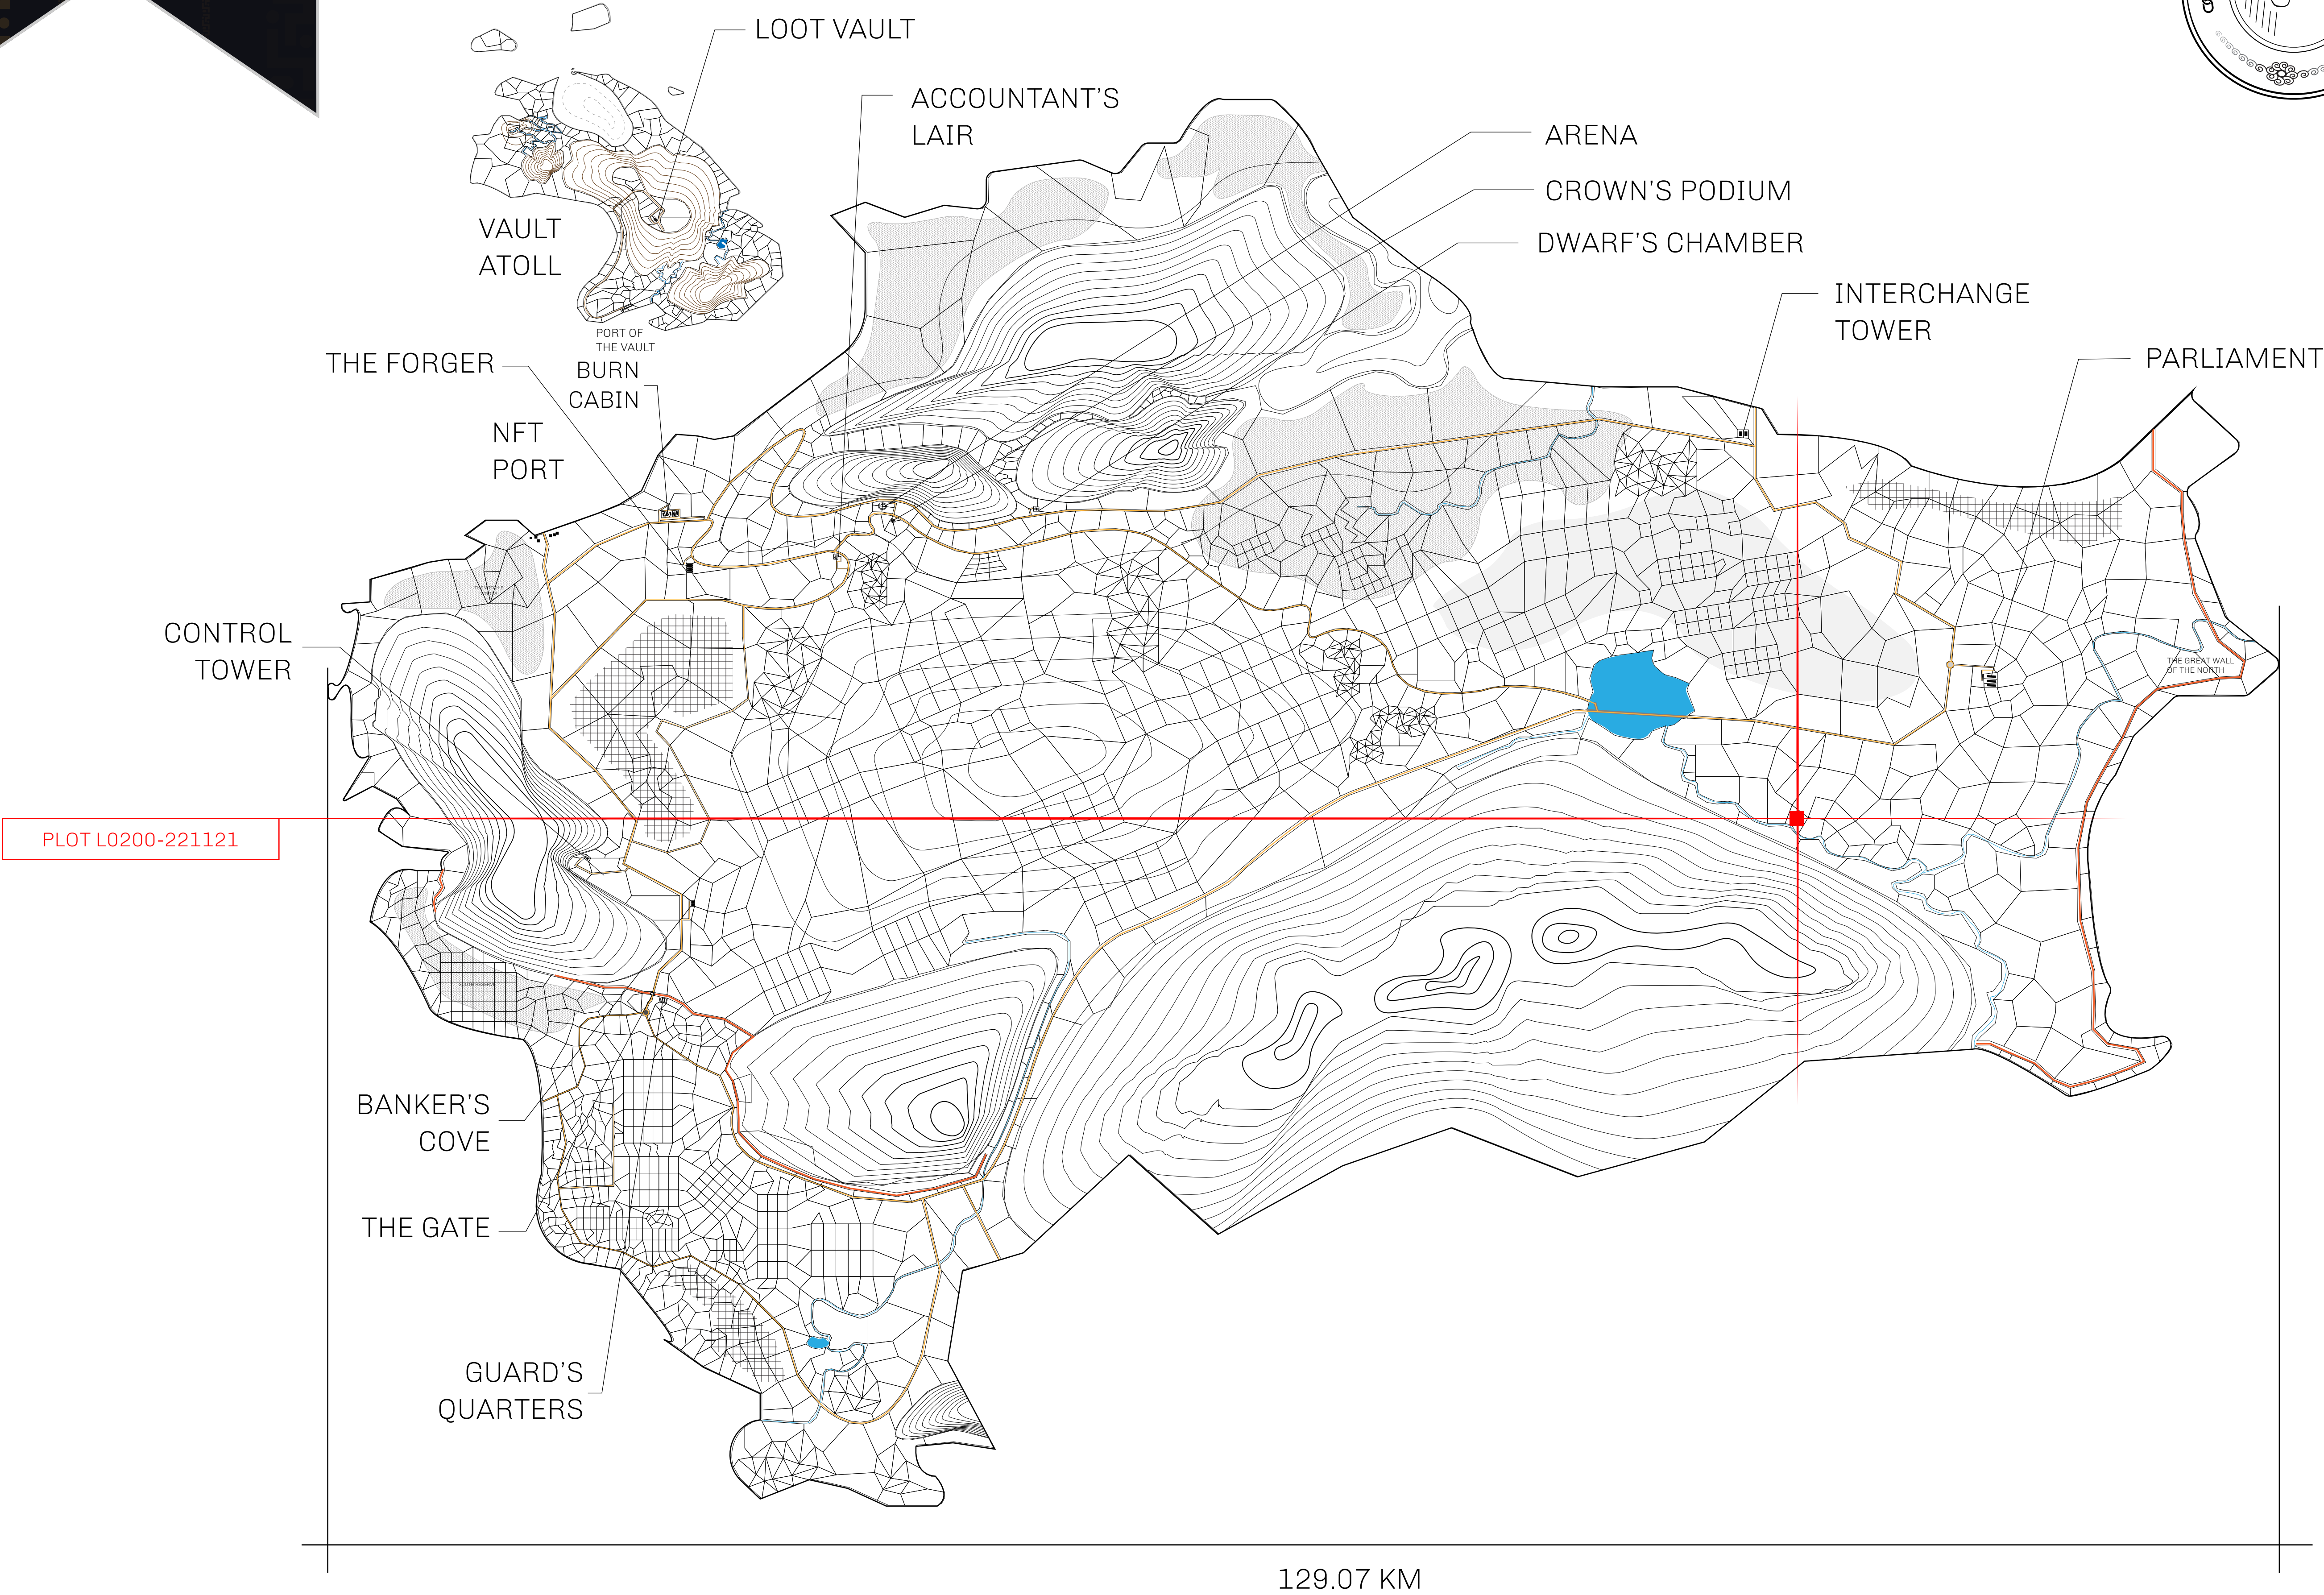 LOOT VAULT
ACCOUNTANT'S
LAIR
ARENA
CROWN'S PODIUM
DWARF'S CHAMBER
VAULT
ATOLL
INTERCHANGE
TOWER
PORT OF
THE VAULT
PARLIAMENT
THE FORGER
BURN
CABIN
NFT
PORT
CONTROL
TOWER
THE GREAT WALL
OF THE NORTH
PLOT L0200-221121
SOUTH RESERVE
BANKER'S
COVE
THE GATE
GUARD'S
QUARTERS
129.07 KM